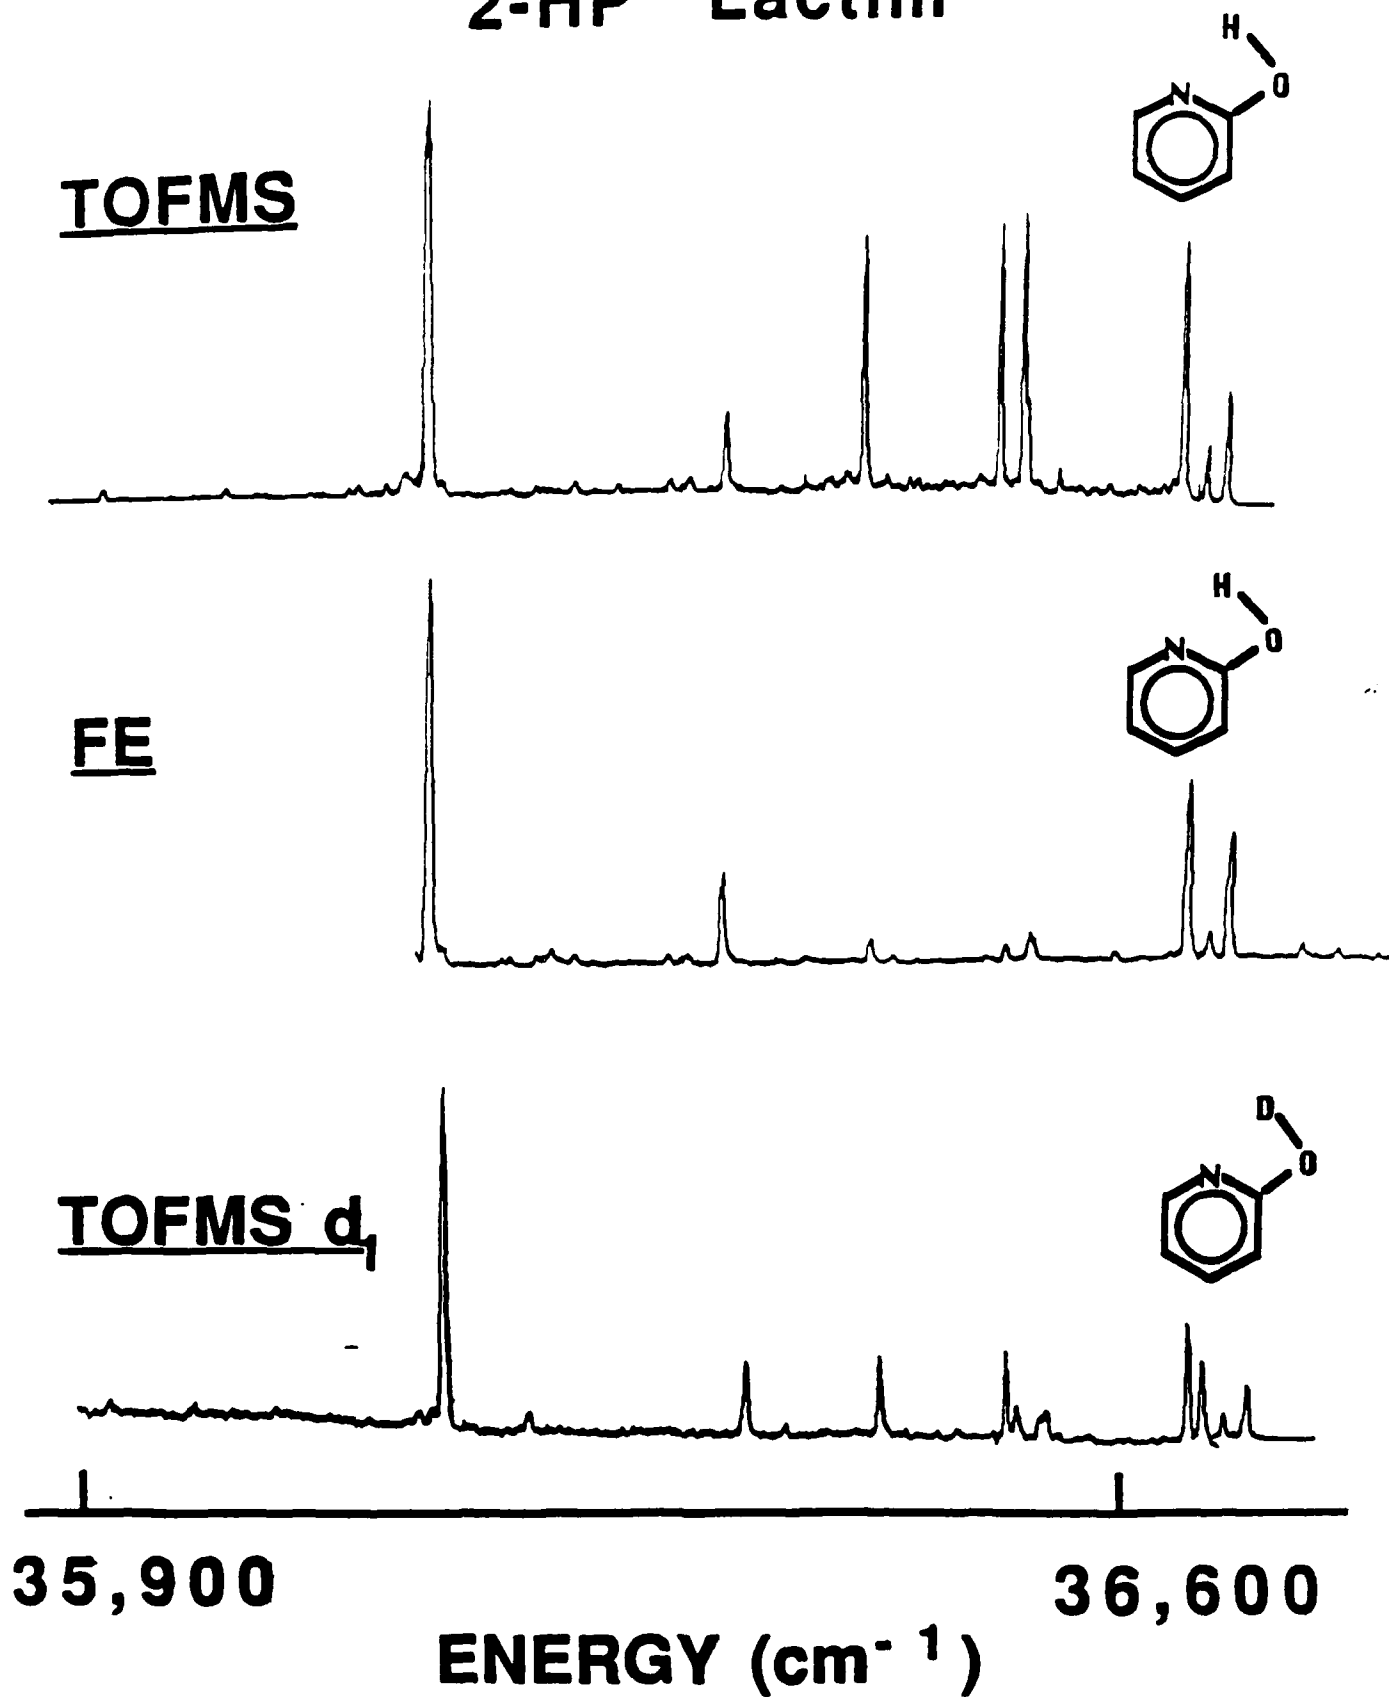 2-HP Lactim
H
O
N
TOFMS
H
O
N
FE
D
O
N
TOFMS d1
35,900 36,600
ENERGY (cm-1)